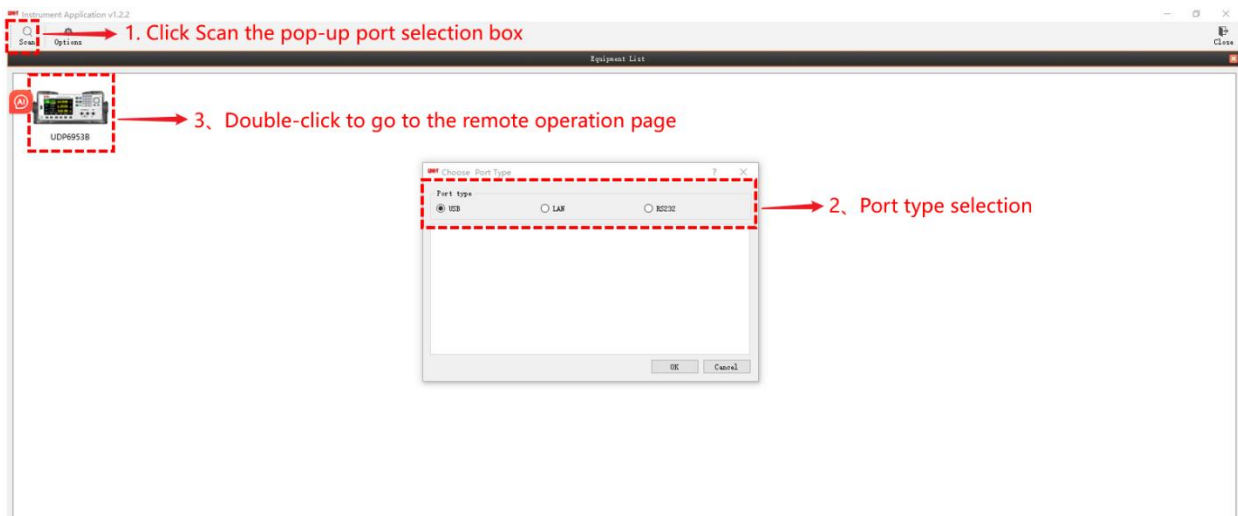 UNI-T Instrument Application v1.2.2
Scan
Options
1. Click Scan the pop-up port selection box
Close
Equipment List
AI
UDP6953B
3、Double-click to go to the remote operation page
Choose Port Type
?
Port type
USB
LAN
RS232
2、Port type selection
OK
Cancel